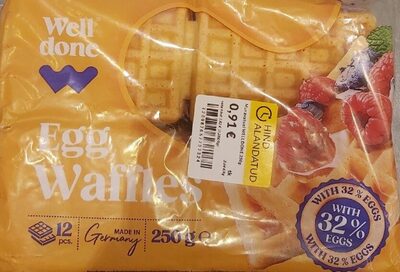 Well
done
HIND
ALANDATUD
0,91 €
tk
Egg
Waffles
12
pcs.
MADE IN
Germany
250 g e
WITH 32 % EGGS
WITH
32%
EGGS
WITH 32 % EGGS